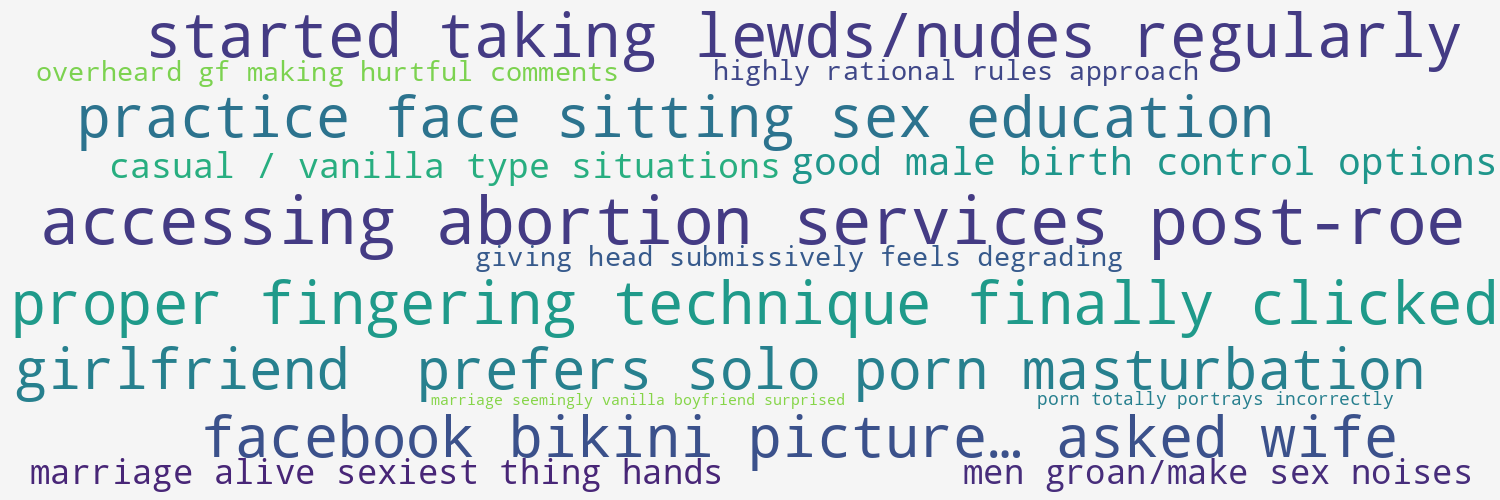 started taking lewds/nudes regularly
overheard gf making hurtful comments
highly rational rules approach
practice face sitting sex education
casual / vanilla type situations
good male birth control options
accessing abortion services post-roe
giving head submissively feels degrading
proper fingering technique finally clicked
girlfriend  prefers solo porn masturbation
marriage seemingly vanilla boyfriend surprised
porn totally portrays incorrectly
facebook bikini picture… asked wife
marriage alive sexiest thing hands
men groan/make sex noises